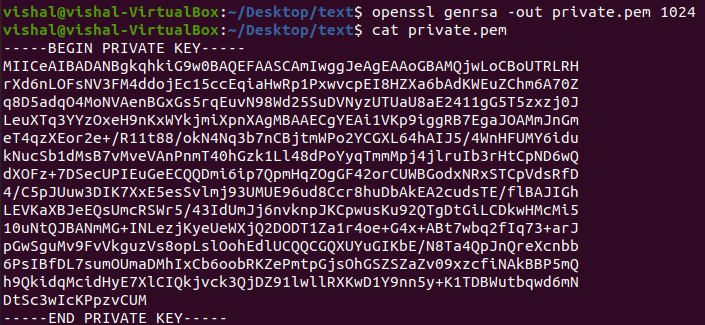 vishal@vishal-VirtualBox:~/Desktop/text$ openssl genrsa -out private.pem 1024
vishal@vishal-VirtualBox:~/Desktop/text$ cat private.pem
-----BEGIN PRIVATE KEY-----
MIICeAIBADANBgkqhkiG9w0BAQEFAASCAmIwggJeAgEAAoGBAMQjwLoCBoUTRLRH
rXd6nLOFsNV3FM4ddojEc15ccEqiaHwRp1PxwvcpEI8HZXa6bAdKWEuZChm6A70Z
q8D5adqO4MoNVAenBGxGs5rqEuvN98Wd25SuDVNyzUTUaU8aE2411gG5T5zxzj0J
LeuXTq3YYzOxeH9nKxWYkjmiXpnXAgMBAAECgYEAi1VKp9iggRB7EgaJOAMmJnGm
eT4qzXEor2e+/R11t88/okN4Nq3b7nCBjtmWPo2YCGXL64hAIJ5/4WnHFUMY6idu
kNucSb1dMsB7vMveVAnPnmT40hGzk1Ll48dPoYyqTmmMpj4jlruIb3rHtCpND6wQ
dXOFz+7DSecUPIEuGeECQQDmi6ip7QpmHqZOgGF42orCUWBGodxNRxSTCpVdsRfD
4/C5pJUuw3DIK7XxE5esSvlmj93UMUE96ud8Ccr8huDbAkEA2cudsTE/flBAJIGh
LEVKaXBJeEQsUmcRSWr5/43IdUmJj6nvknpJKCpwusKu92QTgDtGiLCDkwHMcMi5
10uNtQJBANmMG+INLezjKyeUeWXjQ2DODT1Za1r4oe+G4x+ABt7wbq2fIq73+arJ
pGwSguMv9FvVkguzVs8opLslOohEdlUCQQCGQXUYuGIKbE/N8Ta4QpJnQreXcnbb
6PsIBfDL7sumOUmaDMhIxCb6oobRKZePmtpGjsOhGSZSZaZv09xzcfiNAkBBP5mQ
h9QkidqMcidHyE7XlCIQkjvck3QjDZ91lwllRXKwD1Y9nn5y+K1TDBWutbqwd6mN
DtSc3wIcKPpzvCUM
-----END PRIVATE KEY-----